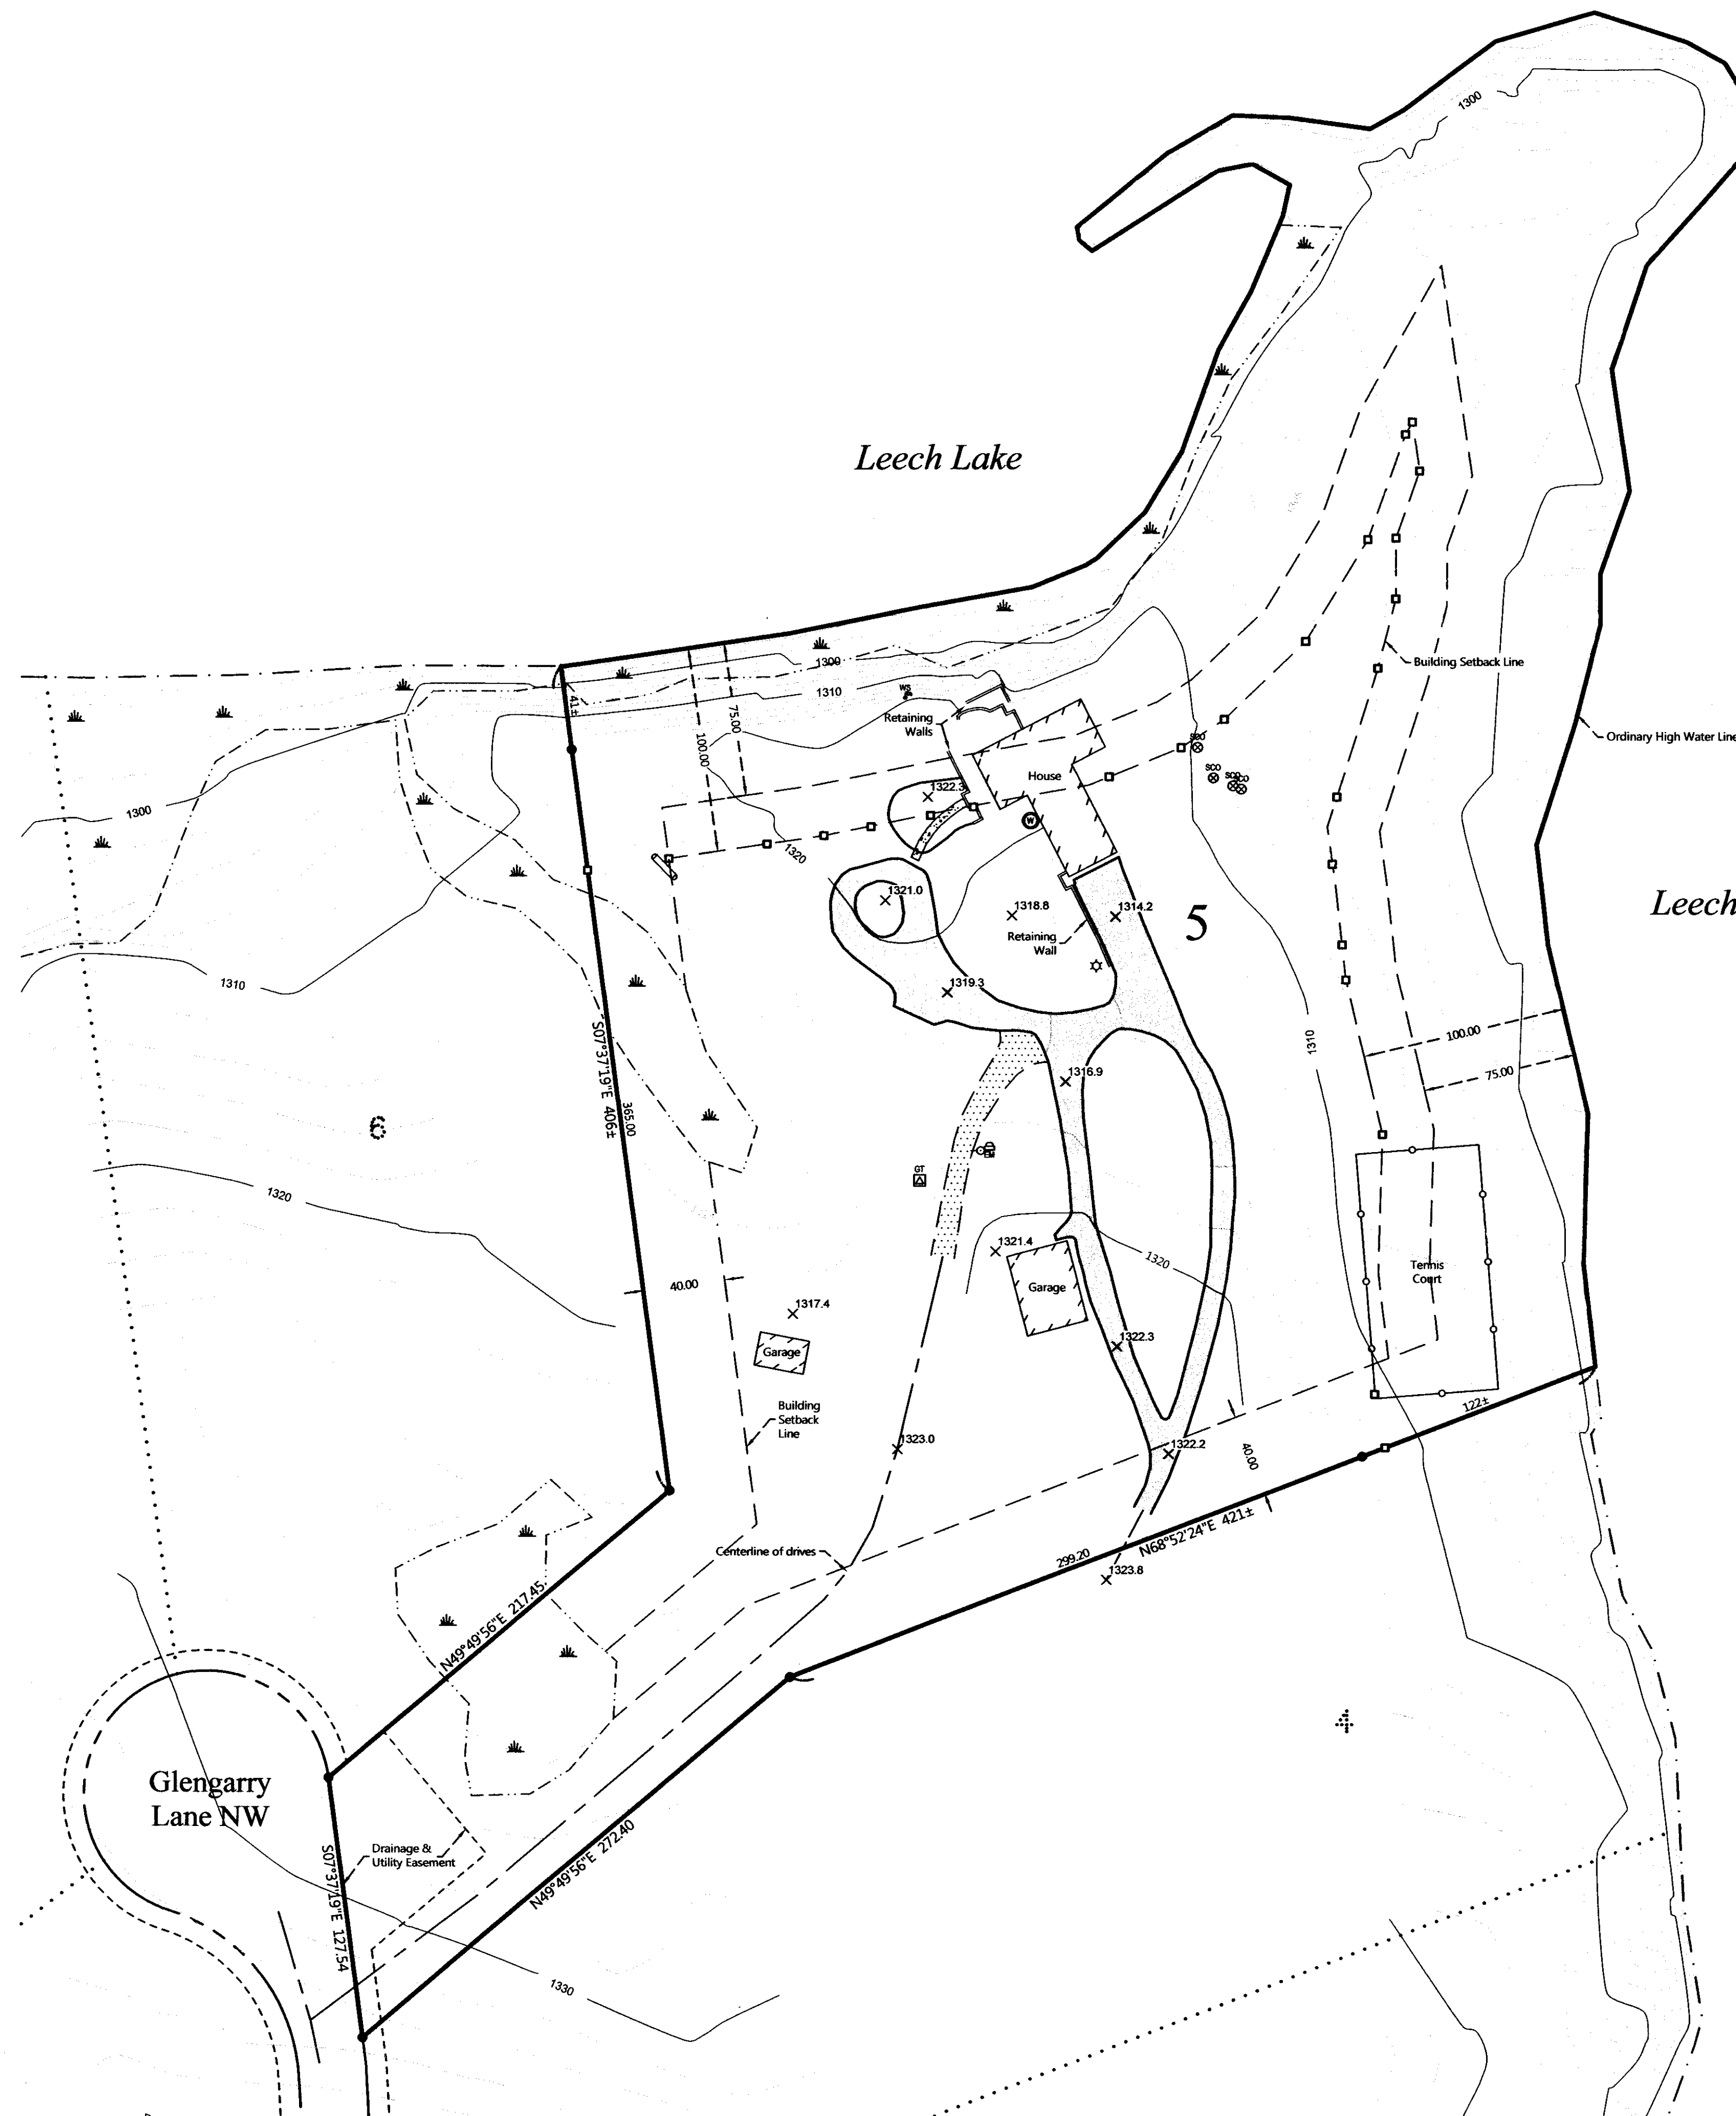 1300
Leech Lake
Building Setback Line
Ordinary High Water Line
1300
1310
WS
Retaining
Walls
41±
75.00
100.00
House
SCO
SCO
SCO
1322.3
W
1300
1320
1321.0
1318.8
1314.2
5
Leech
Retaining
Wall
1310
1319.3
1310
100.00
75.00
S07°37'19"E 406±
365.00
1316.9
6
GT
1320
1321.4
1320
Tennis
Court
40.00
Garage
1317.4
Garage
1322.3
Building
Setback
Line
1323.0
1322.2
122±
40.00
Centerline of drives
299.20
N68°52'24"E 421±
1323.8
N49°49'56"E 217.45
4
Glengarry
Lane NW
Drainage &
Utility Easement
S07°37'19"E 127.54
N49°49'56"E 272.40
1330